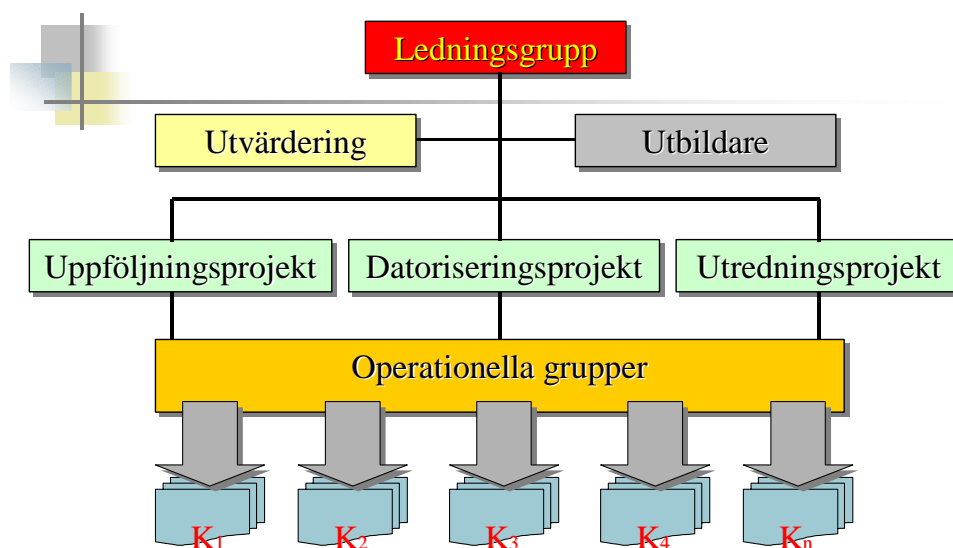 Ledningsgrupp
Utvärdering
Utbildare
Uppföljningsprojekt
Datoriseringsprojekt
Utredningsprojekt
Operationella grupper
K₁
K₂
K₃
K₄
Kₙ